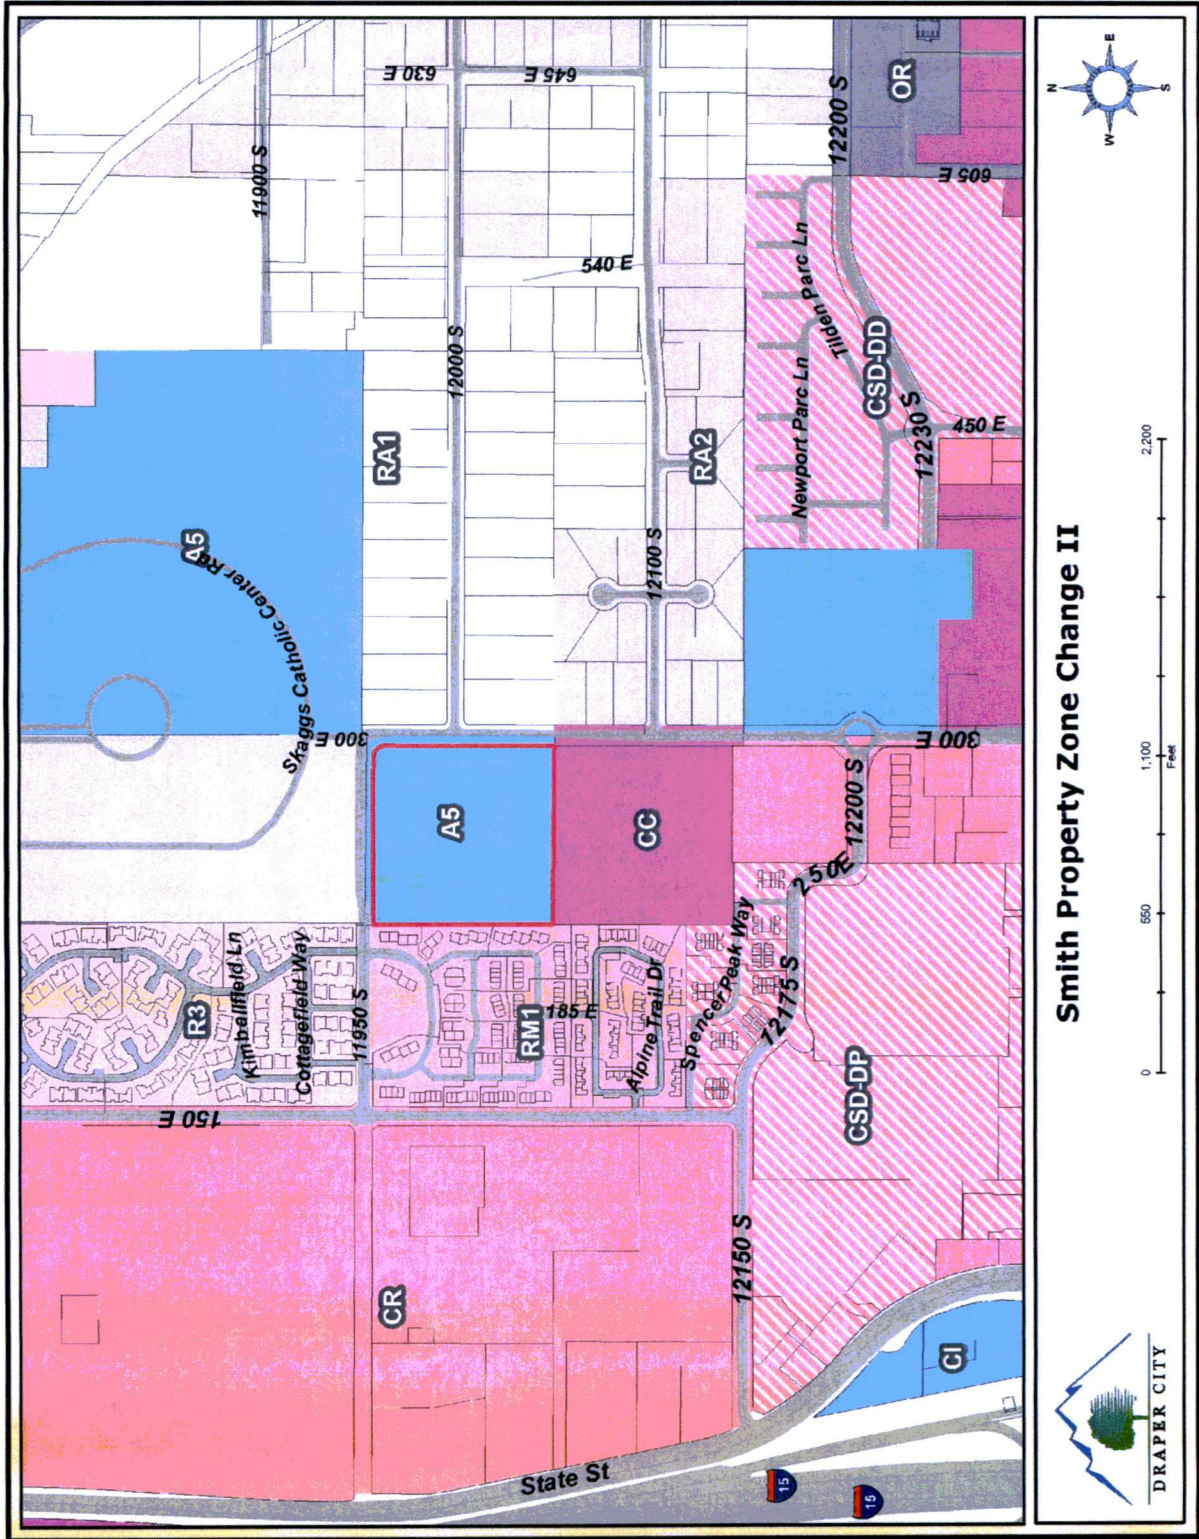 11900 S
630 E
645 E
12000 S
540 E
12200 S
OR
605 E
A5
Skaggs Catholic Center Rd
RA1
RA2
12100 S
Newport Parc Ln
Tilden Parc Ln
CSD-DD
12230 S
450 E
300 E
A5
CC
300 E
12200 S
250 E
R3
Kimballfield Ln
Cottagefield Way
11950 S
RM1
185 E
Alpine Trail Dr
Spencer Peak Way
12175 S
CSD-DP
150 E
CR
12150 S
State St
CI
15
15
Smith Property Zone Change II
N
E
S
W
0
550
1,100
2,200
Feet
DRAPER CITY